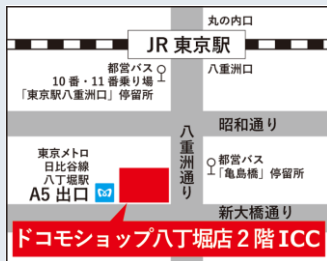 丸の内口
JR 東京駅
都営バス
10番・11番乗り場
「東京駅八重洲口」停留所
八重洲口
昭和通り
八重洲通り
東京メトロ
日比谷線
八丁堀駅
A5 出口
都営バス
「亀島橋」停留所
新大橋通り
ドコモショップ八丁堀店2階ICC